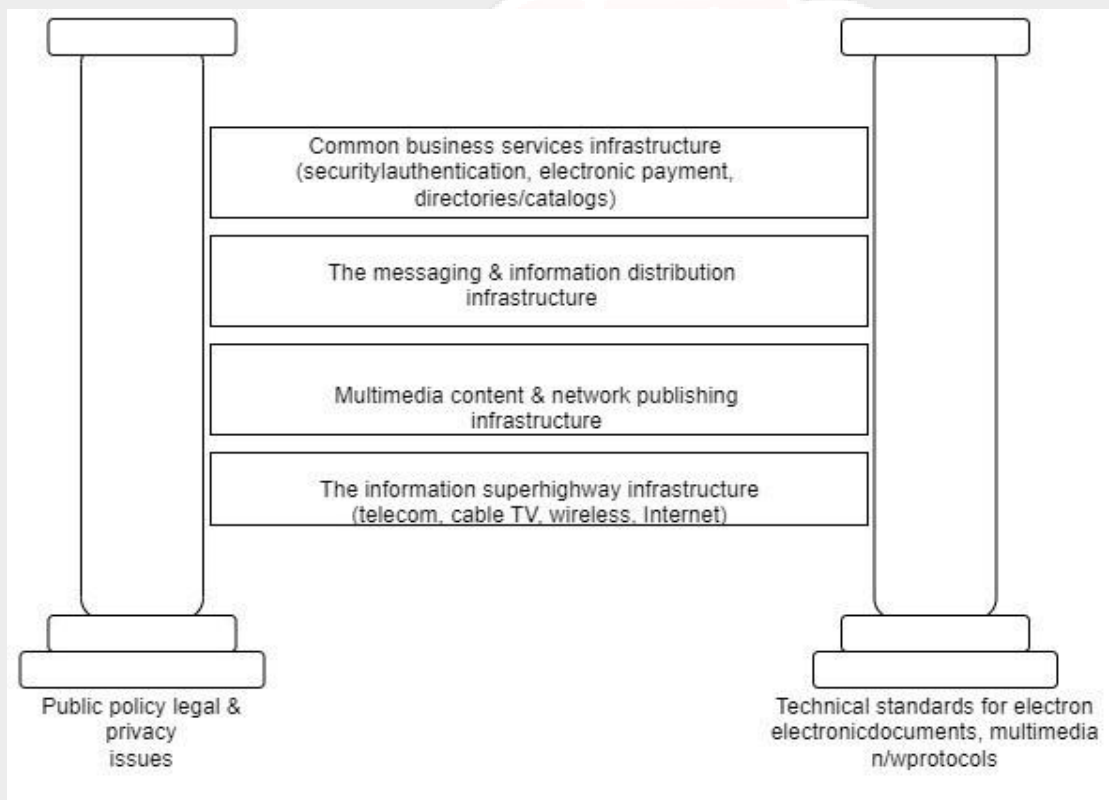 Common business services infrastructure
(securitylauthentication, electronic payment,
directories/catalogs)
The messaging & information distribution
infrastructure
Multimedia content & network publishing
infrastructure
The information superhighway infrastructure
(telecom, cable TV, wireless, Internet)
Public policy legal &
privacy
issues
Technical standards for electron
electronicdocuments, multimedia
n/wprotocols